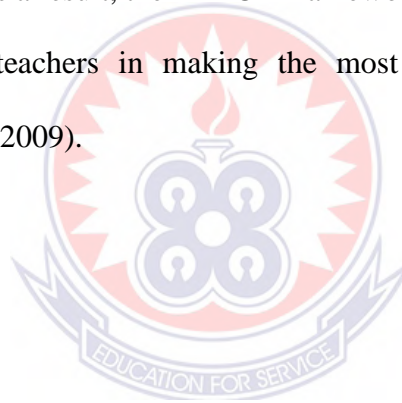 teachers in making the most
2009).
EDUCATION FOR SERVICE